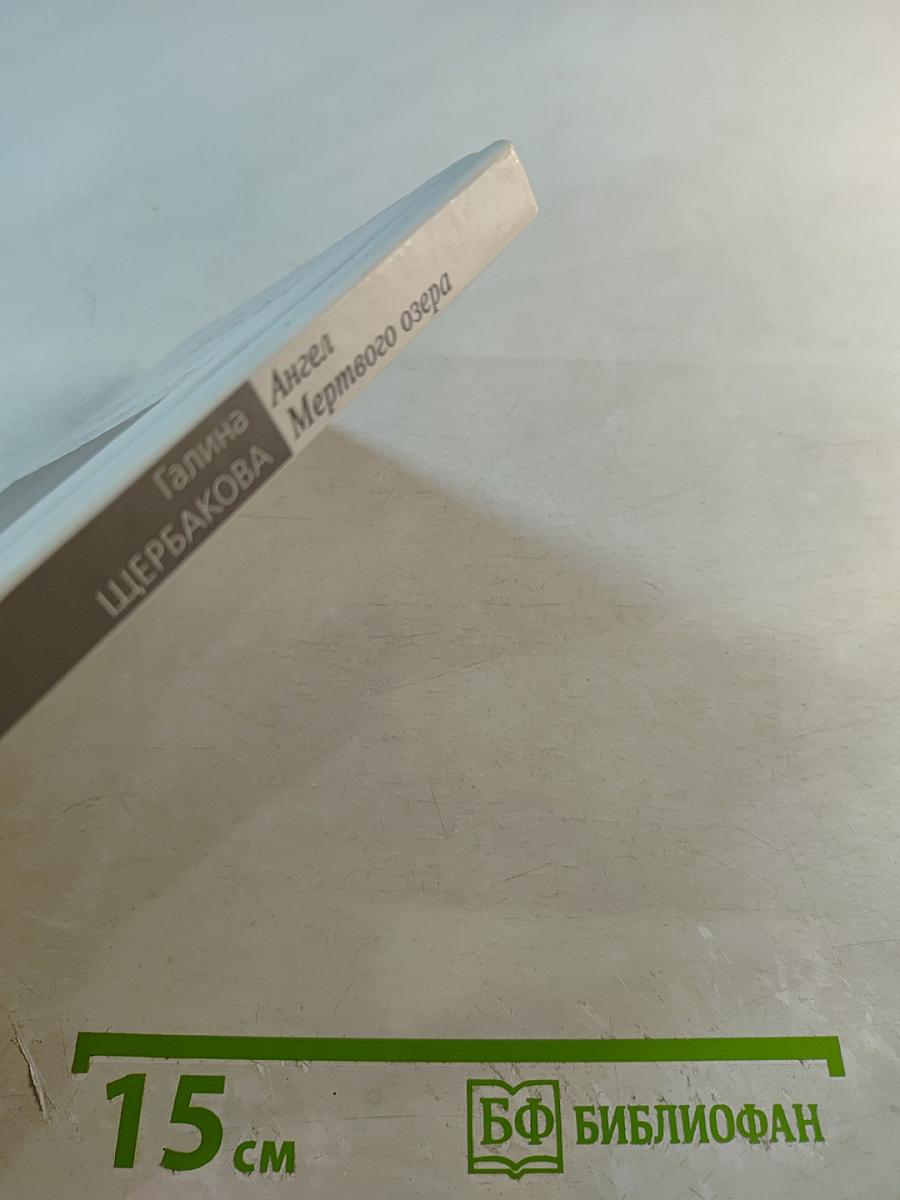 Галина
ЩЕРБАКОВА
Ангел
Мертвого озера
15 см
БФ БИБЛИОФАН